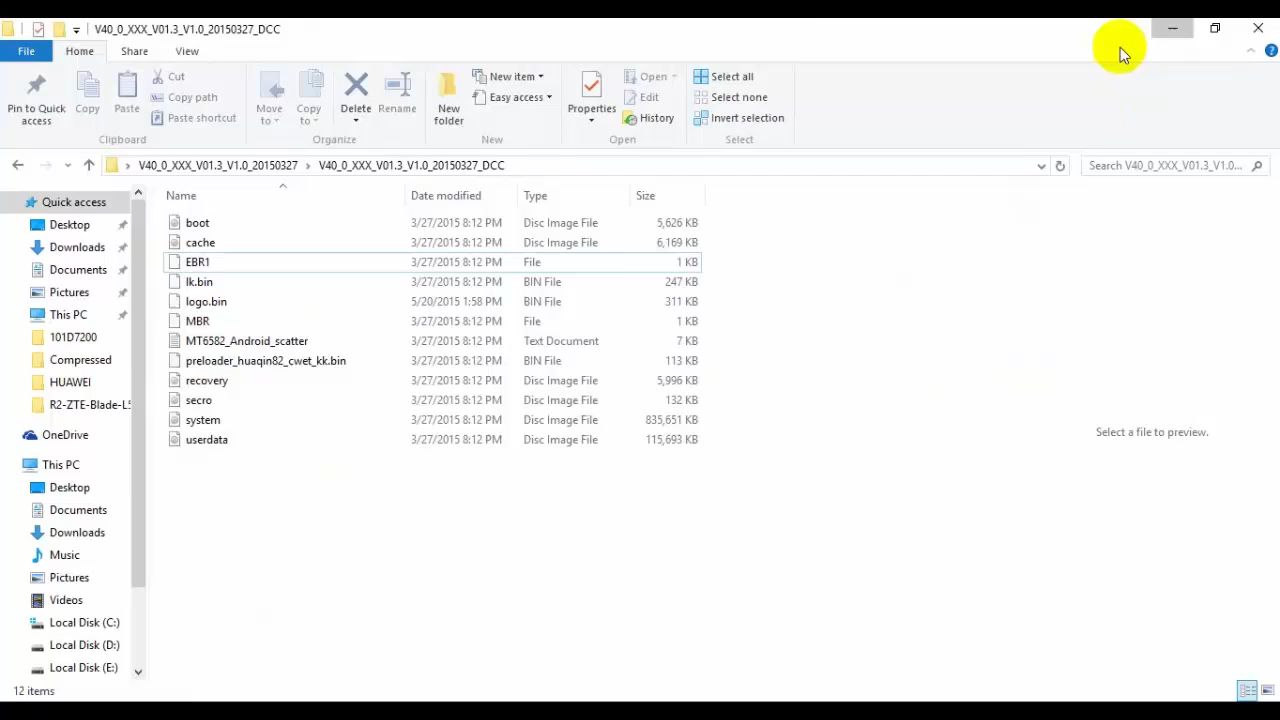 V40_0_XXX_V01.3_V1.0_20150327_DCC
File Home Share View
Pin to Quick access
Copy
Paste
Cut
Copy path
Paste shortcut
Clipboard
Move to
Copy to
Delete
Rename
Organize
New folder
New item
Easy access
New
Properties
Open
Edit
History
Open
Select all
Select none
Invert selection
Select
V40_0_XXX_V01.3_V1.0_20150327 › V40_0_XXX_V01.3_V1.0_20150327_DCC
Search V40_0_XXX_V01.3_V1.0...
Quick access
Desktop
Downloads
Documents
Pictures
This PC
101D7200
Compressed
HUAWEI
R2-ZTE-Blade-L5
OneDrive
This PC
Desktop
Documents
Downloads
Music
Pictures
Videos
Local Disk (C:)
Local Disk (D:)
Local Disk (E:)
Name Date modified Type Size
boot 3/27/2015 8:12 PM Disc Image File 5,626 KB
cache 3/27/2015 8:12 PM Disc Image File 6,169 KB
EBR1 3/27/2015 8:12 PM File 1 KB
lk.bin 3/27/2015 8:12 PM BIN File 247 KB
logo.bin 5/20/2015 1:58 PM BIN File 311 KB
MBR 3/27/2015 8:12 PM File 1 KB
MT6582_Android_scatter 3/27/2015 8:12 PM Text Document 7 KB
preloader_huaqin82_cwet_kk.bin 3/27/2015 8:12 PM BIN File 113 KB
recovery 3/27/2015 8:12 PM Disc Image File 5,996 KB
secro 3/27/2015 8:12 PM Disc Image File 132 KB
system 3/27/2015 8:12 PM Disc Image File 835,651 KB
userdata 3/27/2015 8:12 PM Disc Image File 115,693 KB
Select a file to preview.
12 items